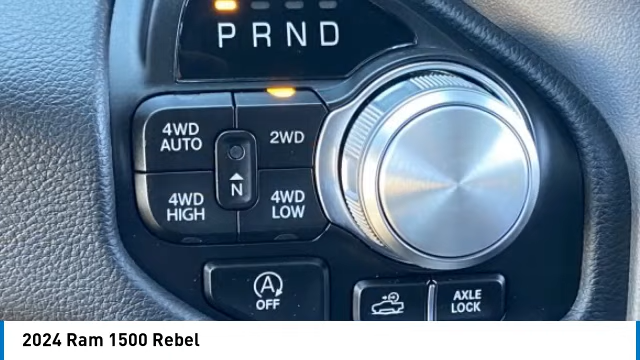 P R N D
4WD
AUTO
2WD
N
4WD
HIGH
4WD
LOW
A
OFF
AXLE
LOCK
2024 Ram 1500 Rebel